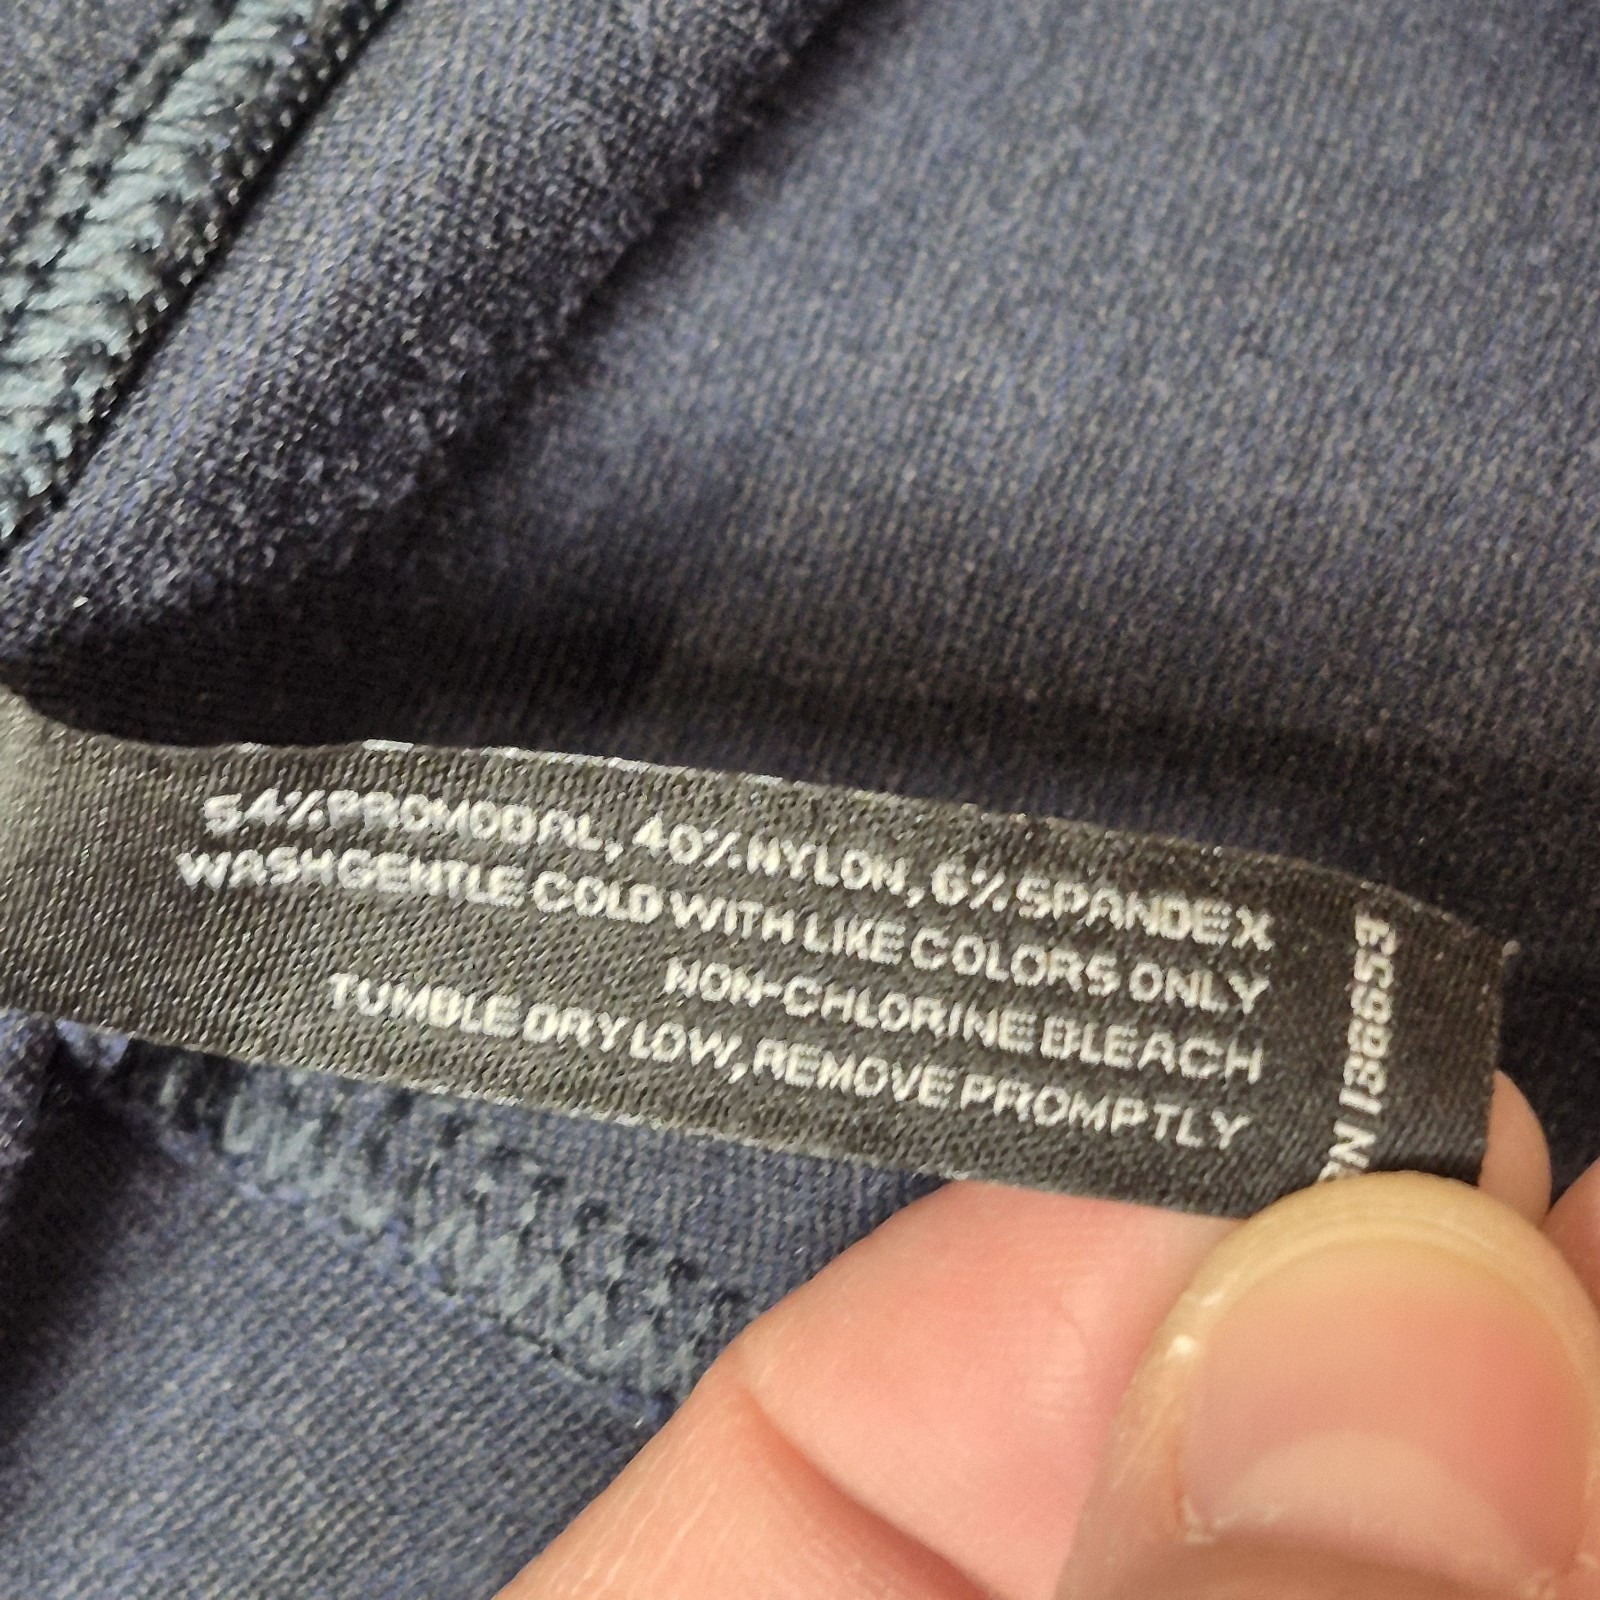 54% PROMODAL, 40% NYLON, 6% SPANDEX
WASH GENTLE COLD WITH LIKE COLORS ONLY
NON-CHLORINE BLEACH
TUMBLE DRY LOW, REMOVE PROMPTLY